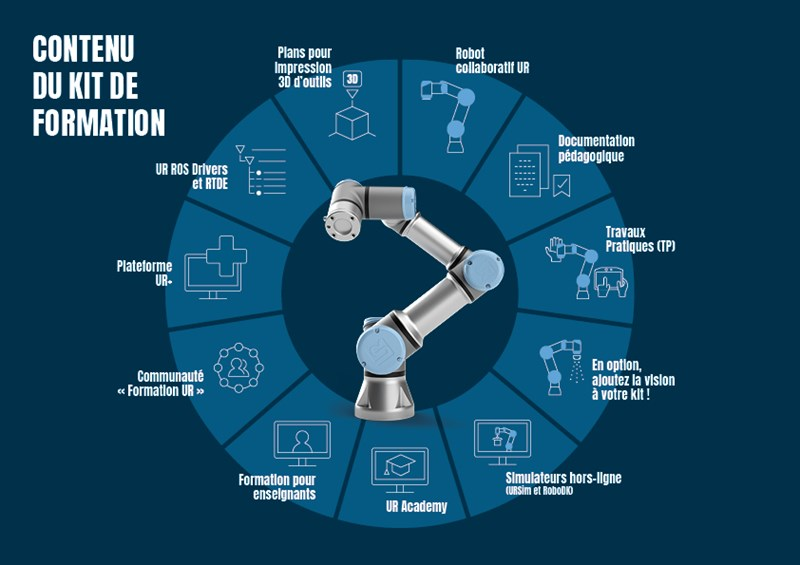 CONTENU
DU KIT DE
FORMATION
Plans pour
impression
3D d'outils
3D
Robot
collaboratif UR
Documentation
pédagogique
Travaux
Pratiques (TP)
En option,
ajoutez la vision
à votre kit !
Simulateurs hors-ligne
(URSim et RoboDK)
UR Academy
Formation pour
enseignants
Communauté
« Formation UR »
Plateforme
UR+
UR ROS Drivers
et RTDE